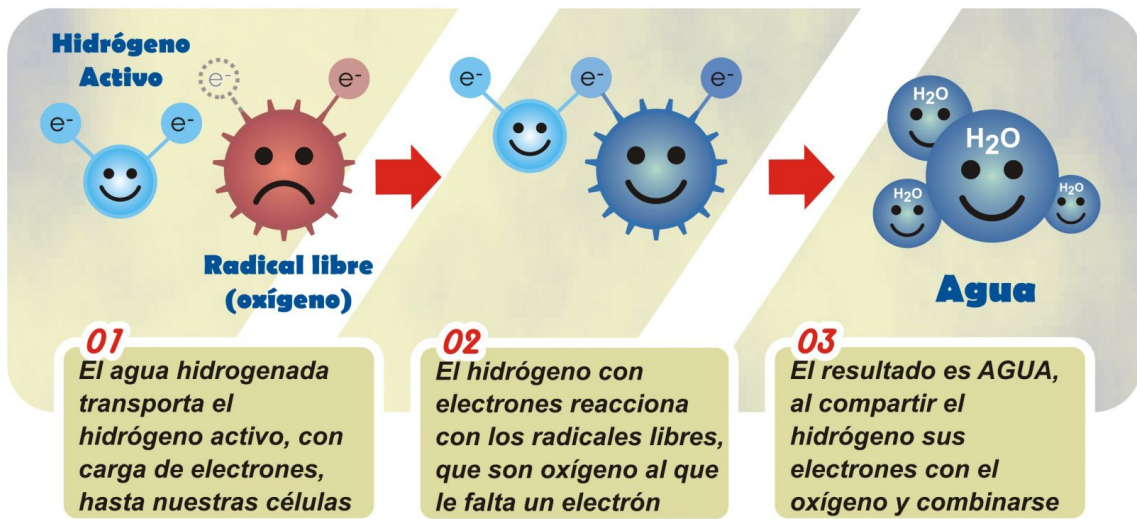 Hidrógeno
Activo
e-
e-
e-
e-
Radical libre
(oxígeno)
e-
e-
e-
H2O
H2O
H2O
H2O
Agua
01
El agua hidrogenada
transporta el
hidrógeno activo, con
carga de electrones,
hasta nuestras células
02
El hidrógeno con
electrones reacciona
con los radicales libres,
que son oxígeno al que
le falta un electrón
03
El resultado es AGUA,
al compartir el
hidrógeno sus
electrones con el
oxígeno y combinarse